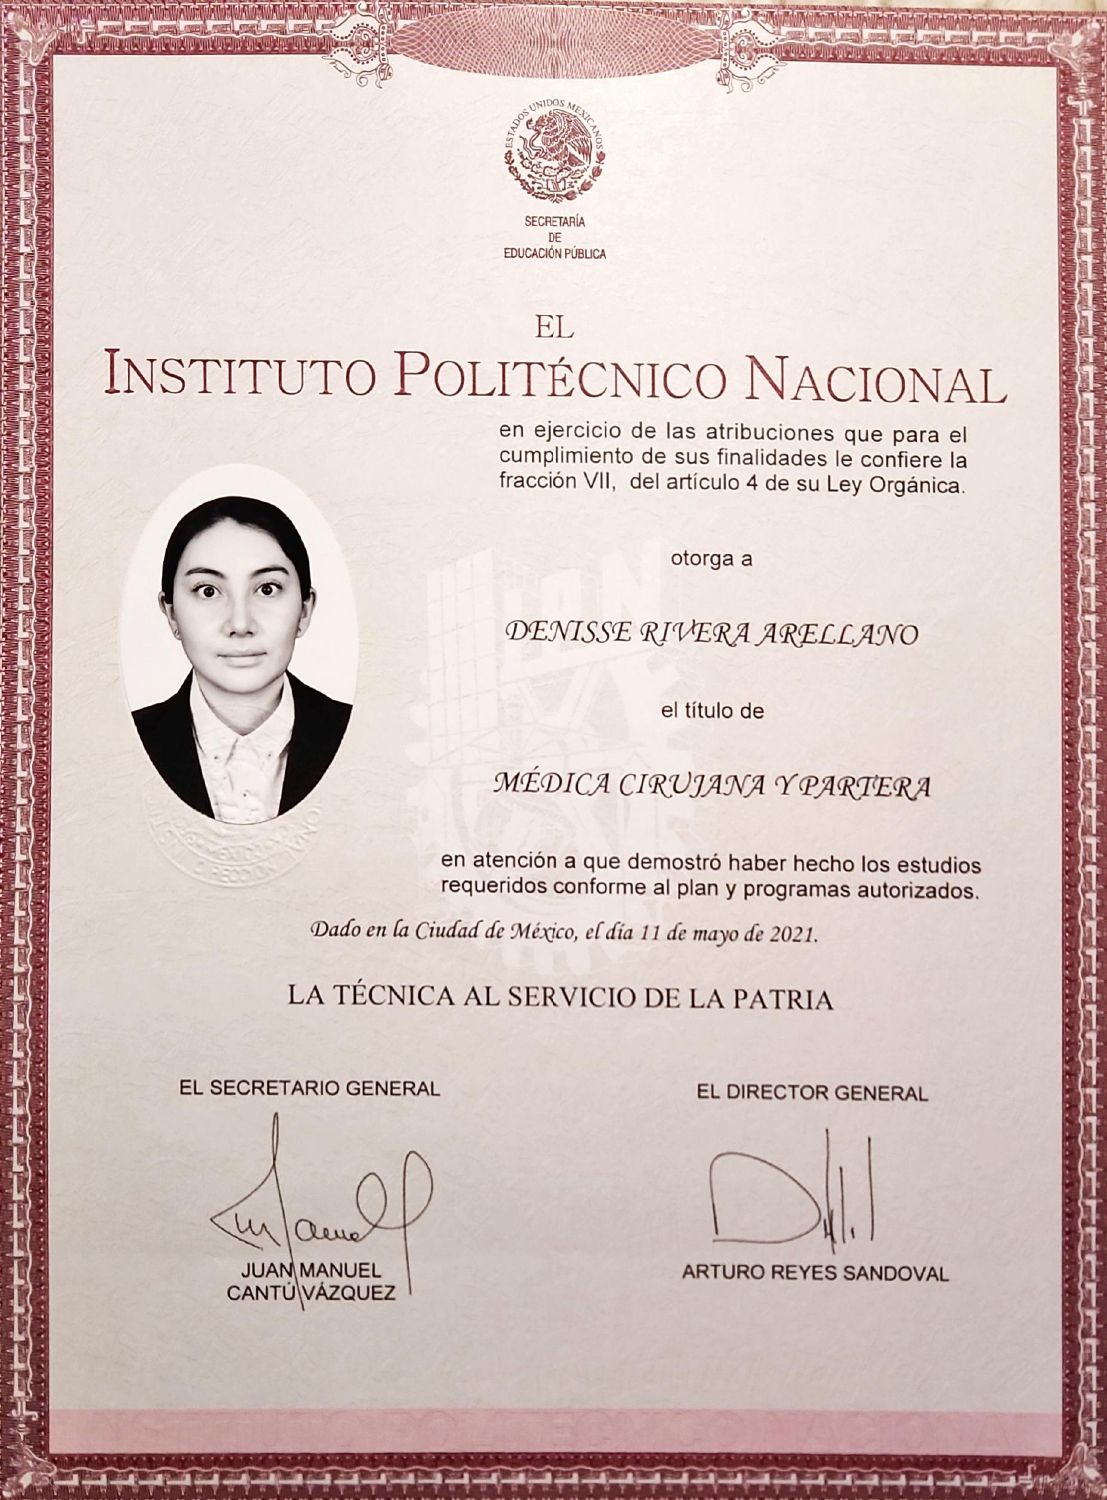 ESTADOS UNIDOS MEXICANOS
SECRETARÍA
DE
EDUCACIÓN PÚBLICA
EL
INSTITUTO POLITÉCNICO NACIONAL
en ejercicio de las atribuciones que para el
cumplimiento de sus finalidades le confiere la
fracción VII, del artículo 4 de su Ley Orgánica.
otorga a
DENISSE RIVERA ARELLANO
el título de
MÉDICA CIRUJANA Y PARTERA
en atención a que demostró haber hecho los estudios
requeridos conforme al plan y programas autorizados.
Dado en la Ciudad de México, el día 11 de mayo de 2021.
LA TÉCNICA AL SERVICIO DE LA PATRIA
EL SECRETARIO GENERAL
EL DIRECTOR GENERAL
JUAN MANUEL
CANTÚ VÁZQUEZ
ARTURO REYES SANDOVAL